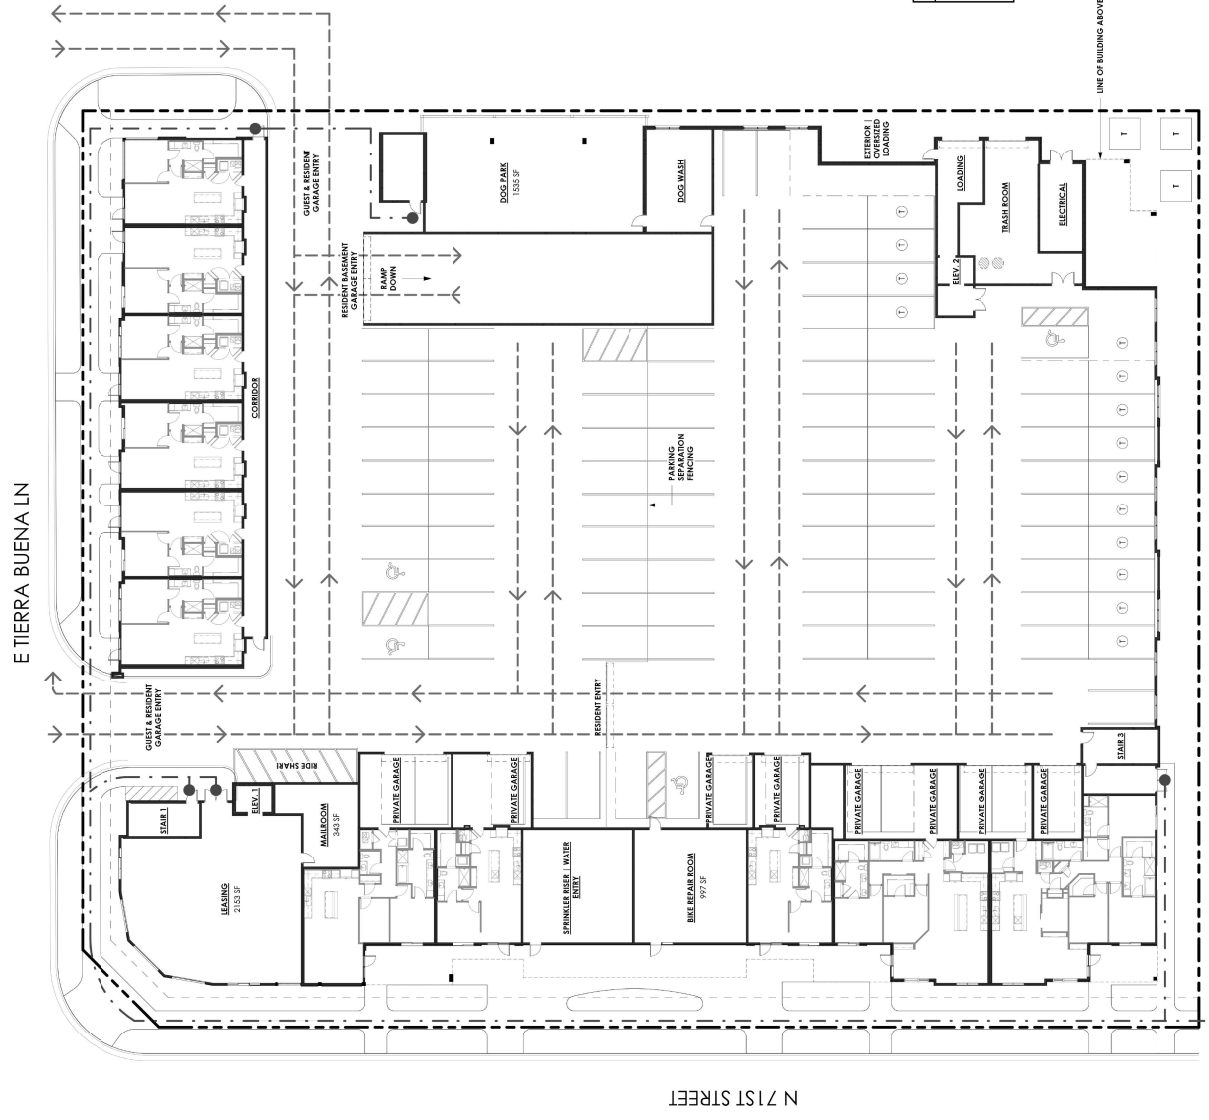 LINE OF BUILDING ABOVE
EXTERIOR |
OVERSIZED
LOADING
T
T
T
LOADING
TRASH ROOM
ELECTRICAL
ELEV. 2
DOG PARK
1535 SF
DOG WASH
GUEST & RESIDENT
GARAGE ENTRY
RESIDENT BASEMENT
GARAGE ENTRY
RAMP
DOWN
T
T
T
T
T
T
T
T
T
T
T
T
T
T
CORRIDOR
PARKING
SEPARATION
FENCING
E TIERRA BUENA LN
GUEST & RESIDENT
GARAGE ENTRY
RESIDENT ENTRY
RIDE SHARE
STAIR 1
ELEV. 1
MAILROOM
343 SF
LEASING
2153 SF
PRIVATE GARAGE
PRIVATE GARAGE
PRIVATE GARAGE
PRIVATE GARAGE
PRIVATE GARAGE
PRIVATE GARAGE
PRIVATE GARAGE
PRIVATE GARAGE
STAIR 3
SPRINKLER RISER | WATER
ENTRY
BIKE REPAIR ROOM
997 SF
N 71ST STREET